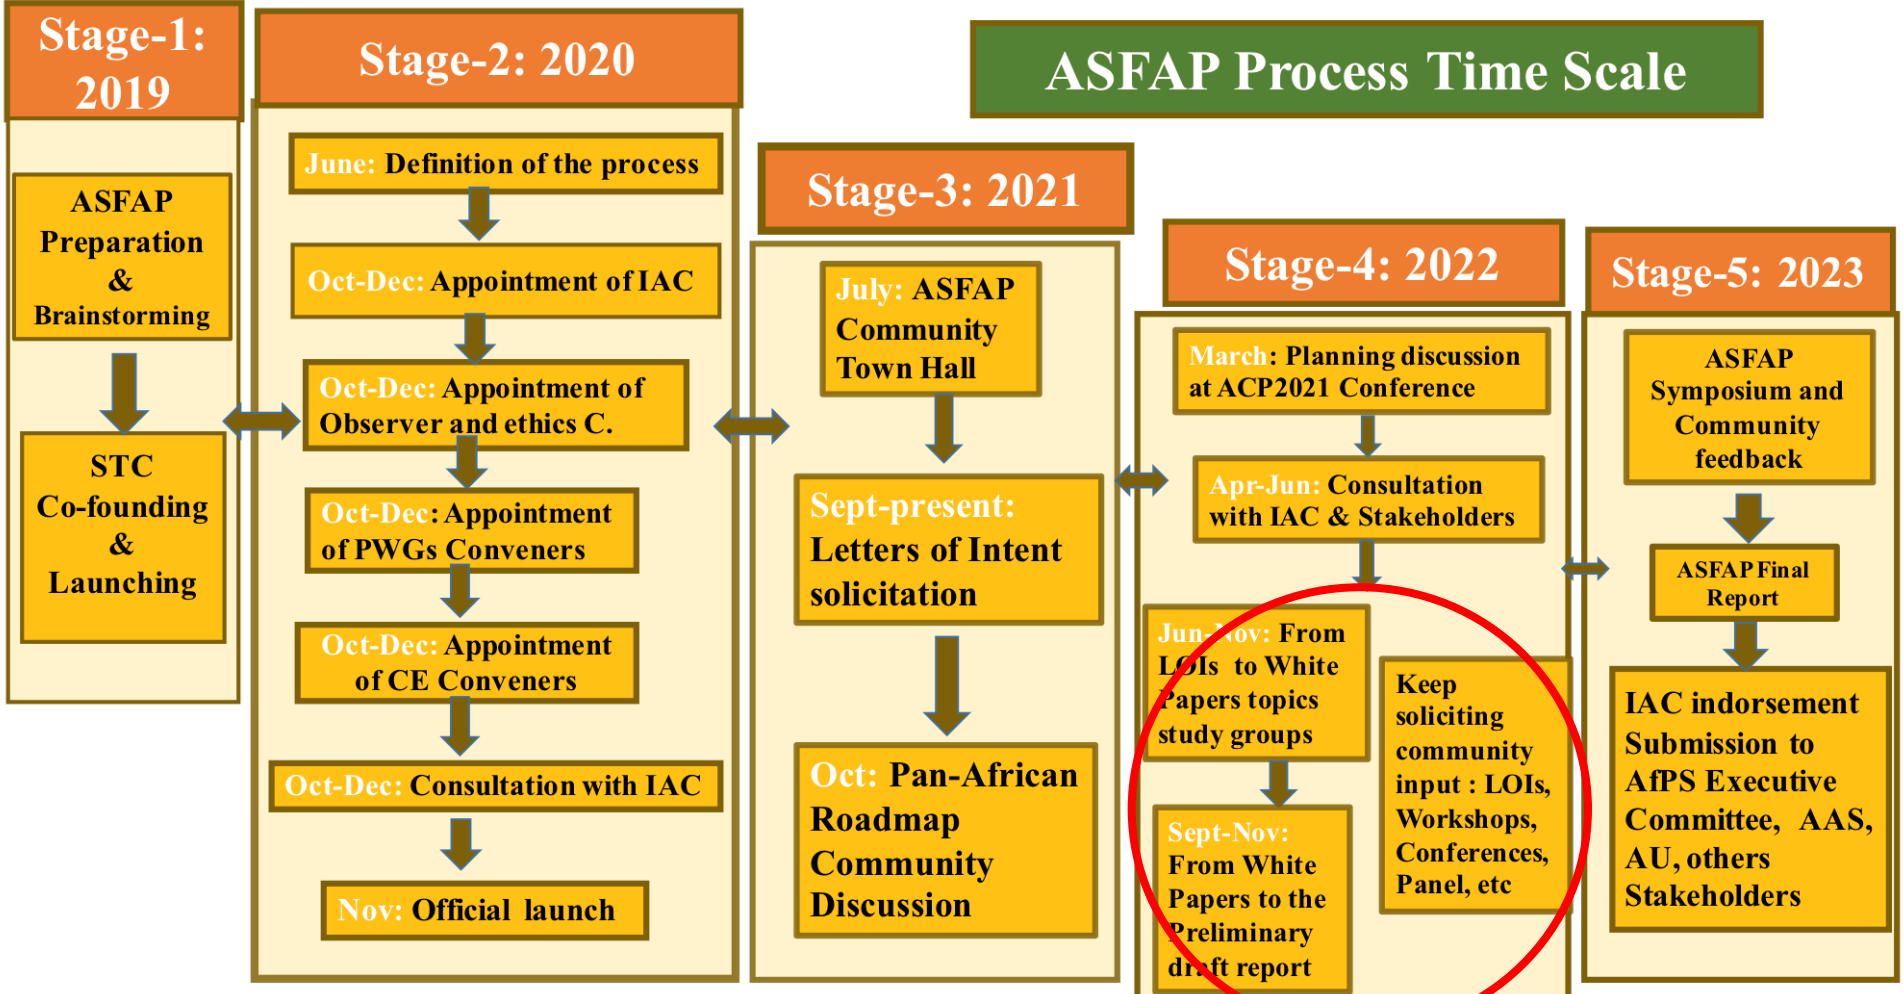 Stage-1:
2019
ASFAP
Preparation
&
Brainstorming
STC
Co-founding
&
Launching
Stage-2: 2020
June: Definition of the process
Oct-Dec: Appointment of IAC
Oct-Dec: Appointment of
Observer and ethics C.
Oct-Dec: Appointment
of PWGs Conveners
Oct-Dec: Appointment
of CE Conveners
Oct-Dec: Consultation with IAC
Nov: Official launch
ASFAP Process Time Scale
Stage-3: 2021
July: ASFAP
Community
Town Hall
Sept-present:
Letters of Intent
solicitation
Oct: Pan-African
Roadmap
Community
Discussion
Stage-4: 2022
March: Planning discussion
at ACP2021 Conference
Apr-Jun: Consultation
with IAC & Stakeholders
Jun-Nov: From
LOIs to White
Papers topics
study groups
Sept-Nov:
From White
Papers to the
Preliminary
draft report
Keep
soliciting
community
input : LOIs,
Workshops,
Conferences,
Panel, etc
Stage-5: 2023
ASFAP
Symposium and
Community
feedback
ASFAP Final
Report
IAC indorsement
Submission to
AfPS Executive
Committee, AAS,
AU, others
Stakeholders